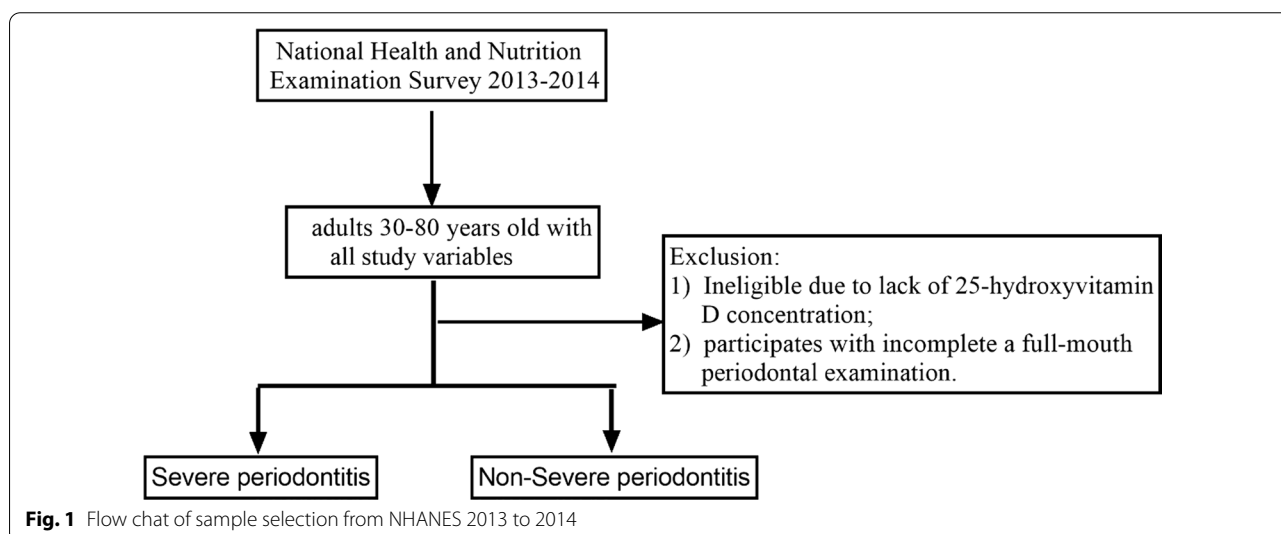 National Health and Nutrition
Examination Survey 2013-2014
adults 30-80 years old with
all study variables
Exclusion:
1) Ineligible due to lack of 25-hydroxyvitamin
D concentration;
2) participates with incomplete a full-mouth
periodontal examination.
Severe periodontitis
Non-Severe periodontitis
Fig. 1 Flow chat of sample selection from NHANES 2013 to 2014